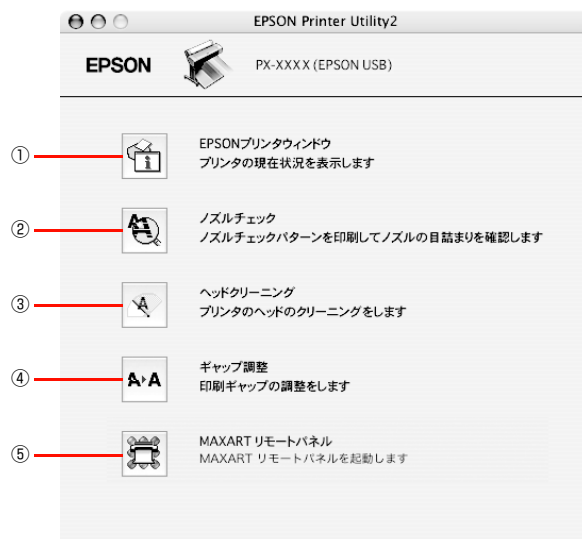 EPSON Printer Utility2
EPSON
PX-XXXX (EPSON USB)
①
EPSONプリンタウィンドウ
プリンタの現在状況を表示します
②
ノズルチェック
ノズルチェックパターンを印刷してノズルの目詰まりを確認します
③
ヘッドクリーニング
プリンタのヘッドのクリーニングをします
④
A▸A
ギャップ調整
印刷ギャップの調整をします
⑤
MAXART リモートパネル
MAXART リモートパネルを起動します